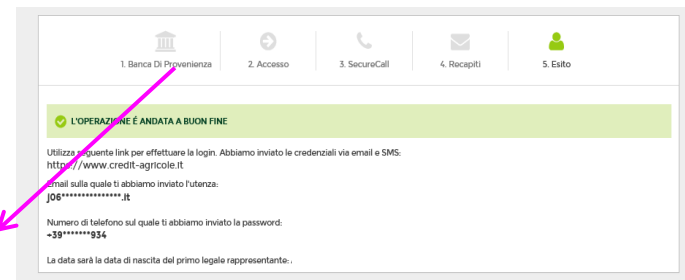 1. Banca Di Provenienza
2. Accesso
3. SecureCall
4. Recapiti
5. Esito
L'OPERAZIONE É ANDATA A BUON FINE
Utilizza seguente link per effettuare la login. Abbiamo inviato le credenziali via email e SMS:
https://www.credit-agricole.it
Email sulla quale ti abbiamo inviato l'utenza:
J06***************.it
Numero di telefono sul quale ti abbiamo inviato la password:
+39*******934
La data sarà la data di nascita del primo legale rappresentante:.